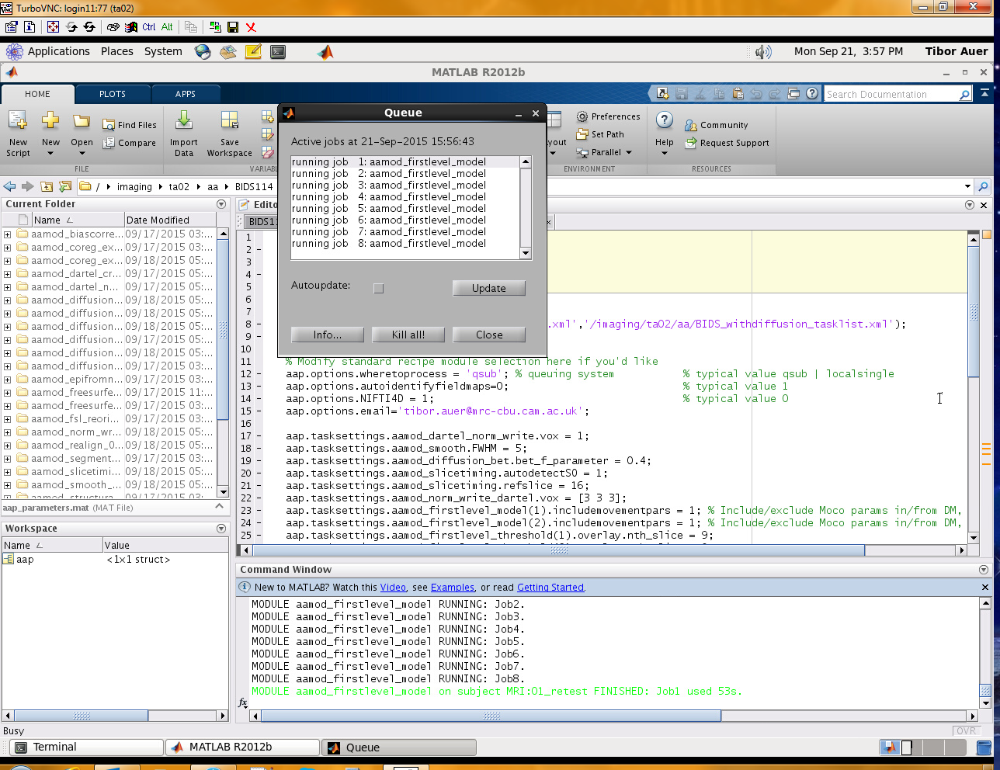 TurboVNC: login11:77 (ta02)
Ctrl Alt
Applications Places System Mon Sep 21, 3:57 PM Tibor Auer
MATLAB R2012b
HOME PLOTS APPS Search Documentation
New Script New Open Find Files Compare Import Data Save Workspace Preferences Set Path Parallel Help Community Request Support
FILE ENVIRONMENT RESOURCES
/ imaging ta02 aa BIDS114
Queue
Active jobs at 21-Sep-2015 15:56:43
running job 1: aamod_firstlevel_model
running job 2: aamod_firstlevel_model
running job 3: aamod_firstlevel_model
running job 4: aamod_firstlevel_model
running job 5: aamod_firstlevel_model
running job 6: aamod_firstlevel_model
running job 7: aamod_firstlevel_model
running job 8: aamod_firstlevel_model
Autoupdate: Update
Info... Kill all! Close
Current Folder
Name Date Modified
aamod_biascorre... 09/17/2015 03:...
aamod_coreg_ex... 09/17/2015 03:...
aamod_coreg_ex... 09/18/2015 05:...
aamod_dartel_cr... 09/17/2015 03:...
aamod_dartel_n... 09/17/2015 03:...
aamod_diffusion... 09/18/2015 05:...
aamod_diffusion... 09/17/2015 03:...
aamod_diffusion... 09/18/2015 05:...
aamod_diffusion... 09/18/2015 05:...
aamod_diffusion... 09/18/2015 05:...
aamod_diffusion... 09/17/2015 03:...
aamod_epifromn... 09/17/2015 03:...
aamod_freesurfe... 09/17/2015 11:...
aamod_freesurfe... 09/17/2015 03:...
aamod_fsl_reori... 09/17/2015 03:...
aamod_norm_wr... 09/18/2015 05:...
aamod_realign_0... 09/18/2015 05:...
aamod_segment... 09/17/2015 03:...
aamod_slicetimi... 09/18/2015 05:...
aamod_smooth_... 09/18/2015 05:...
aap_parameters.mat (MAT File)
Workspace
Name Value
aap <1x1 struct>
1
2 -
3
4 -
5 -
6
7 -
8 - .xml','/imaging/ta02/aa/BIDS_withdiffusion_tasklist.xml');
9 -
10
11 % Modify standard recipe module selection here if you'd like
12 - aap.options.wheretoprocess = 'qsub'; % queuing system % typical value qsub | localsingle
13 - aap.options.autoidentifyfieldmaps=0; % typical value 1
14 - aap.options.NIFTI4D = 1; % typical value 0
15 - aap.options.email='tibor.auer@mrc-cbu.cam.ac.uk';
16
17 - aap.tasksettings.aamod_dartel_norm_write.vox = 1;
18 - aap.tasksettings.aamod_smooth.FWHM = 5;
19 - aap.tasksettings.aamod_diffusion_bet.bet_f_parameter = 0.4;
20 - aap.tasksettings.aamod_slicetiming.autodetectSO = 1;
21 - aap.tasksettings.aamod_slicetiming.refslice = 16;
22 - aap.tasksettings.aamod_norm_write_dartel.vox = [3 3 3];
23 - aap.tasksettings.aamod_firstlevel_model(1).includemovementpars = 1; % Include/exclude Moco params in/from DM,
24 - aap.tasksettings.aamod_firstlevel_model(2).includemovementpars = 1; % Include/exclude Moco params in/from DM,
25 - aap.tasksettings.aamod_firstlevel_threshold(1).overlay.nth_slice = 9;
Command Window
New to MATLAB? Watch this Video, see Examples, or read Getting Started.
MODULE aamod_firstlevel_model RUNNING: Job2.
MODULE aamod_firstlevel_model RUNNING: Job3.
MODULE aamod_firstlevel_model RUNNING: Job4.
MODULE aamod_firstlevel_model RUNNING: Job5.
MODULE aamod_firstlevel_model RUNNING: Job6.
MODULE aamod_firstlevel_model RUNNING: Job7.
MODULE aamod_firstlevel_model RUNNING: Job8.
MODULE aamod_firstlevel_model on subject MRI:01_retest FINISHED: Job1 used 53s.
fx
Busy OVR
Terminal MATLAB R2012b Queue